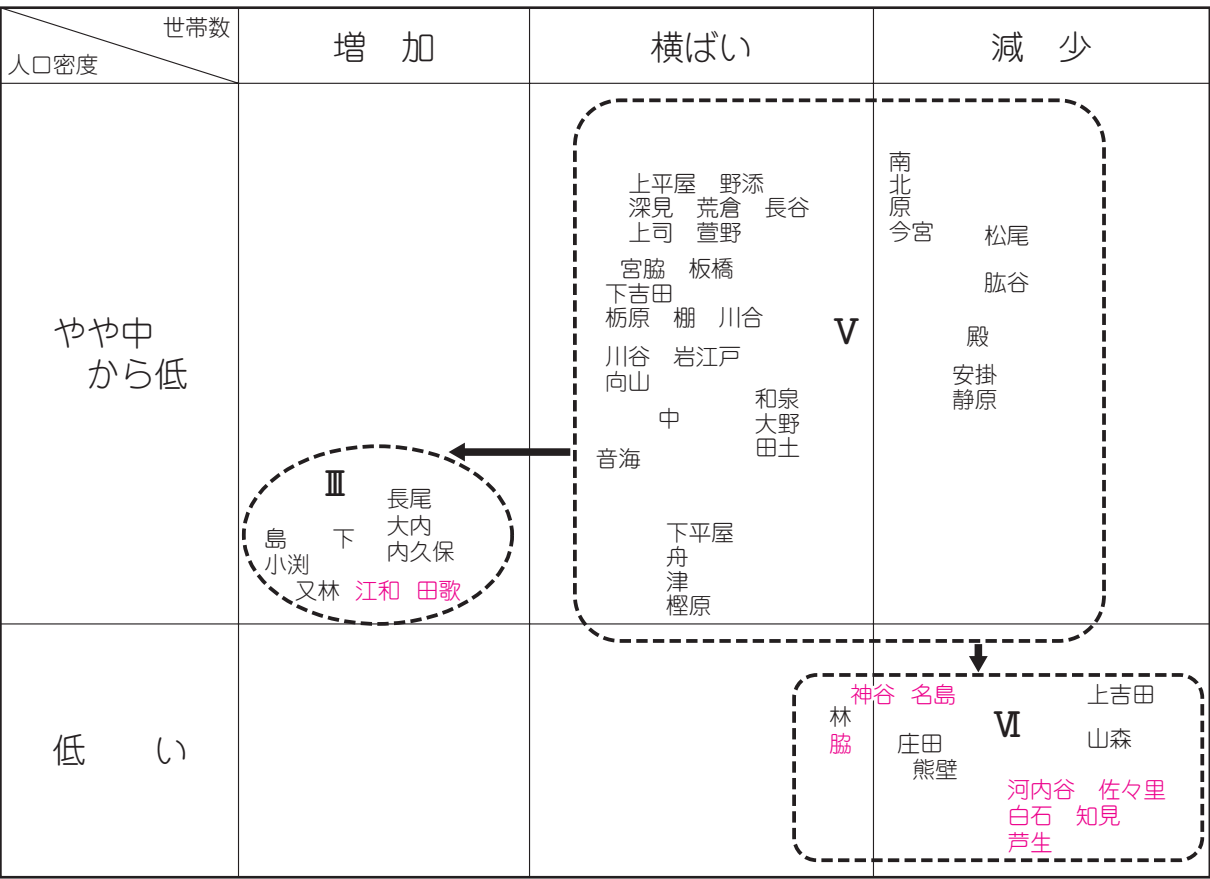 世帯数
人口密度
増 加
横ばい
減 少
やや中
から低
Ⅲ
長尾
大内
内久保
島 下
小渕
又林 江和 田歌
上平屋 野添
深見 荒倉 長谷
上司 萱野
宮脇 板橋
下吉田
栃原 棚 川合
川谷 岩江戸
向山
中
和泉
大野
田土
音海
下平屋
舟
津
樫原
Ⅴ
南
北
原
今宮
松尾
肱谷
殿
安掛
静原
低 い
神谷 名島
林
脇
庄田
熊壁
Ⅵ
上吉田
山森
河内谷 佐々里
白石 知見
芦生